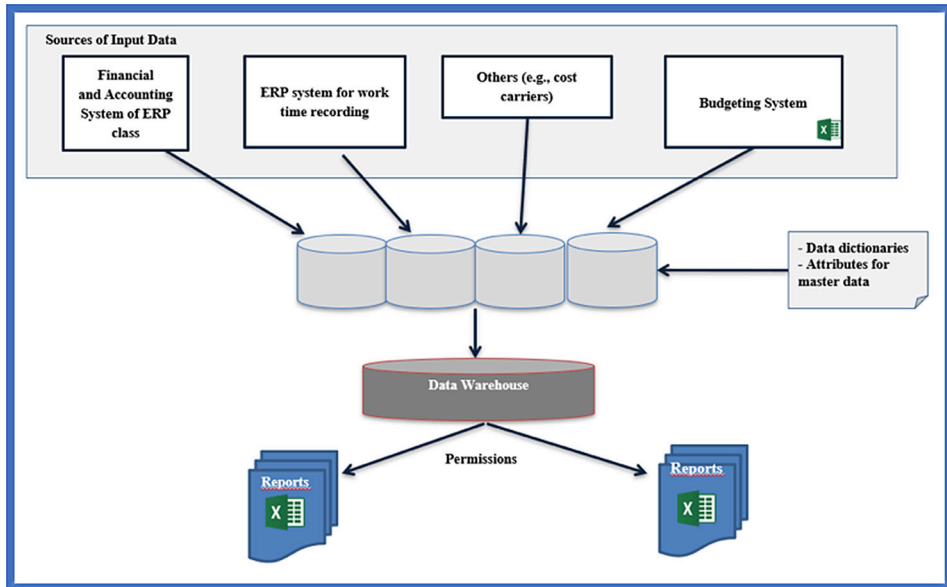 Sources of Input Data
Financial
and Accounting
System of ERP
class
ERP system for work
time recording
Others (e.g., cost
carriers)
Budgeting System
- Data dictionaries
- Attributes for
master data
Data Warehouse
Permissions
Reports
Reports